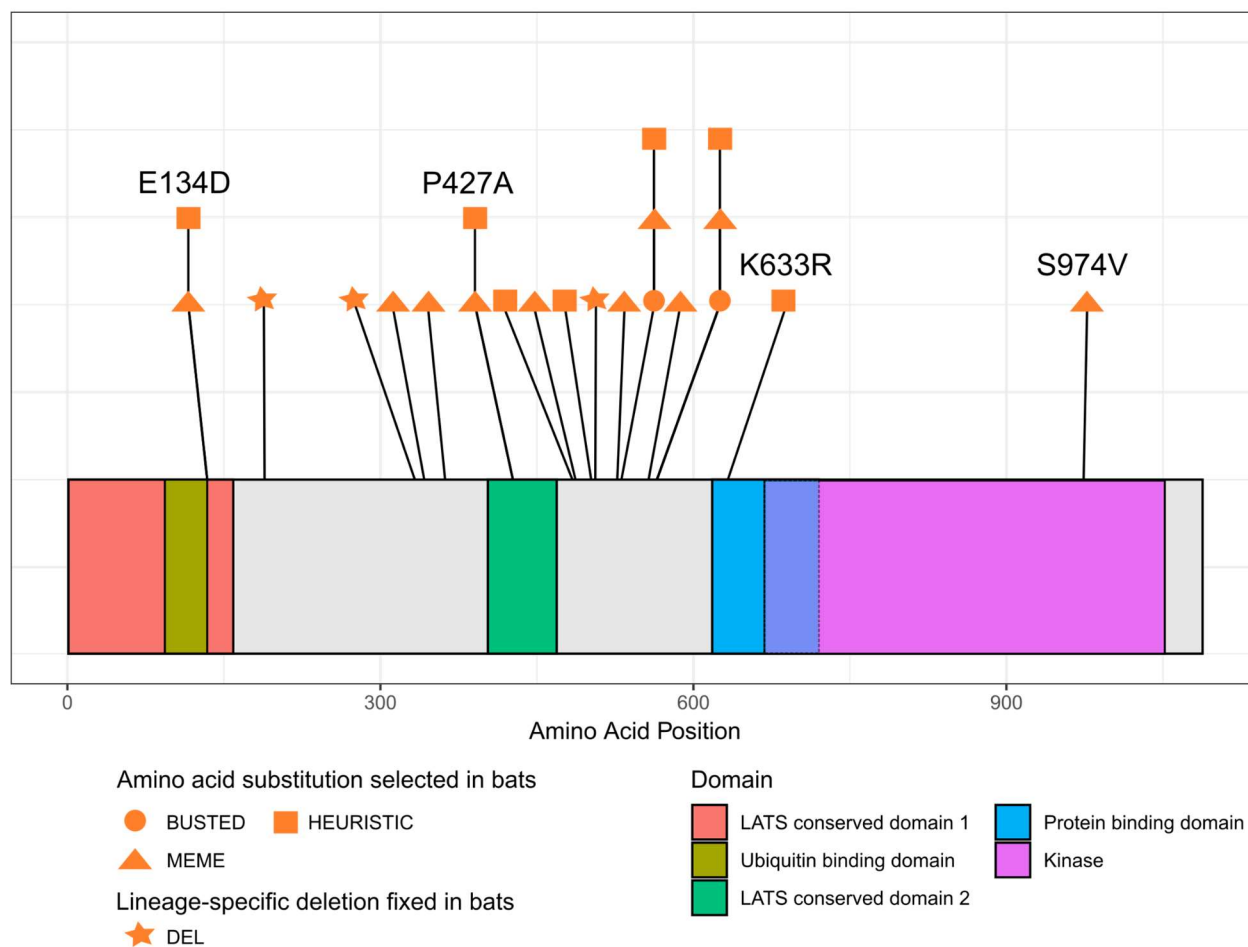 E134D
P427A
K633R
S974V
0
300
600
900
Amino Acid Position
Amino acid substitution selected in bats
BUSTED
HEURISTIC
MEME
Lineage-specific deletion fixed in bats
DEL
Domain
LATS conserved domain 1
Ubiquitin binding domain
LATS conserved domain 2
Protein binding domain
Kinase